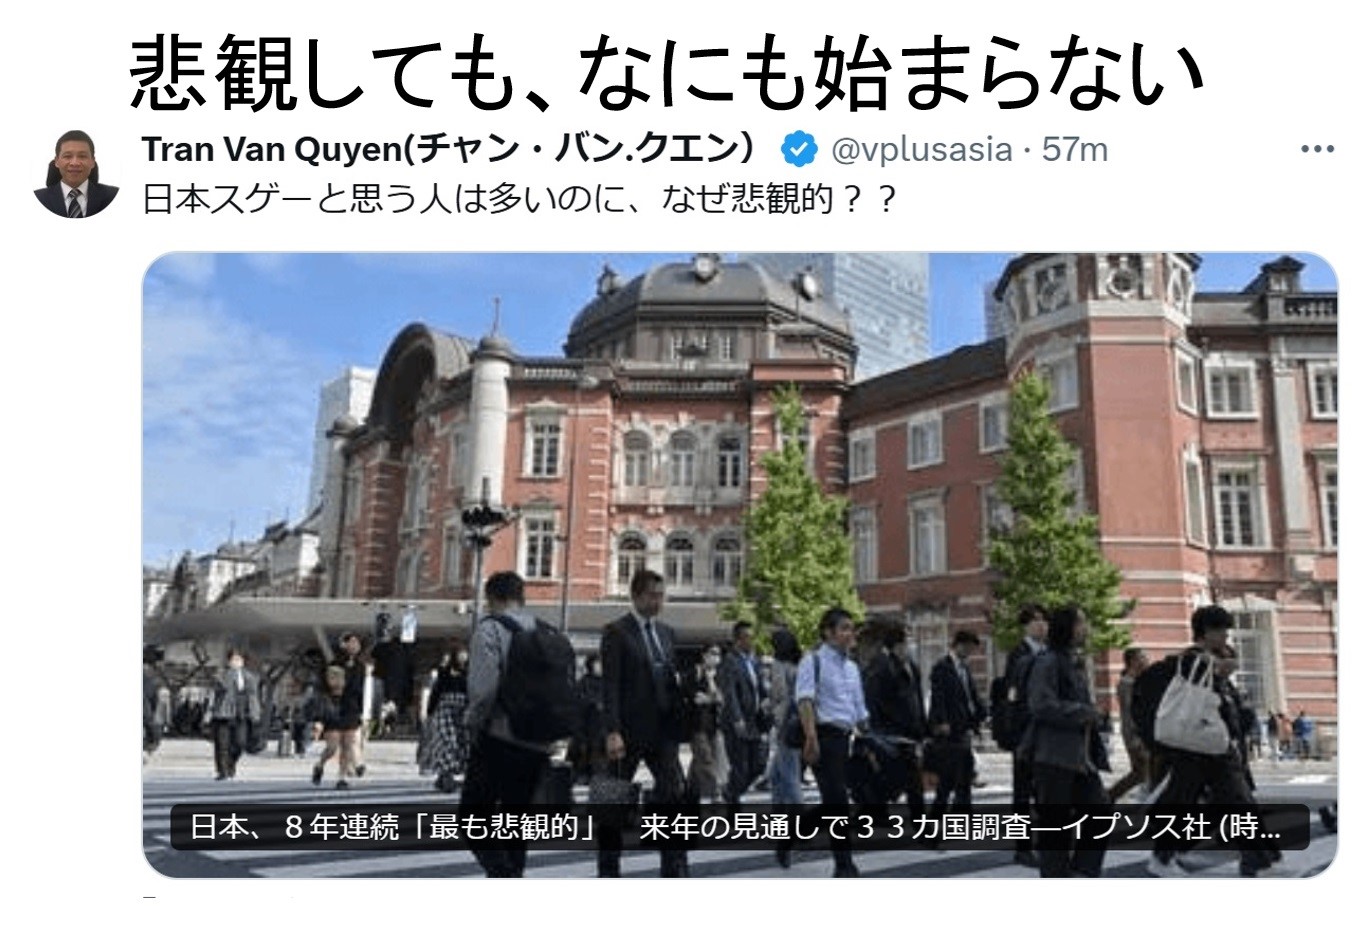 悲観しても、なにも始まらない
Tran Van Quyen(チャン・バン.クエン） @vplusasia · 57m
日本スゲーと思う人は多いのに、なぜ悲観的？？
日本、８年連続「最も悲観的」　来年の見通しで３３カ国調査―イプソス社 (時...